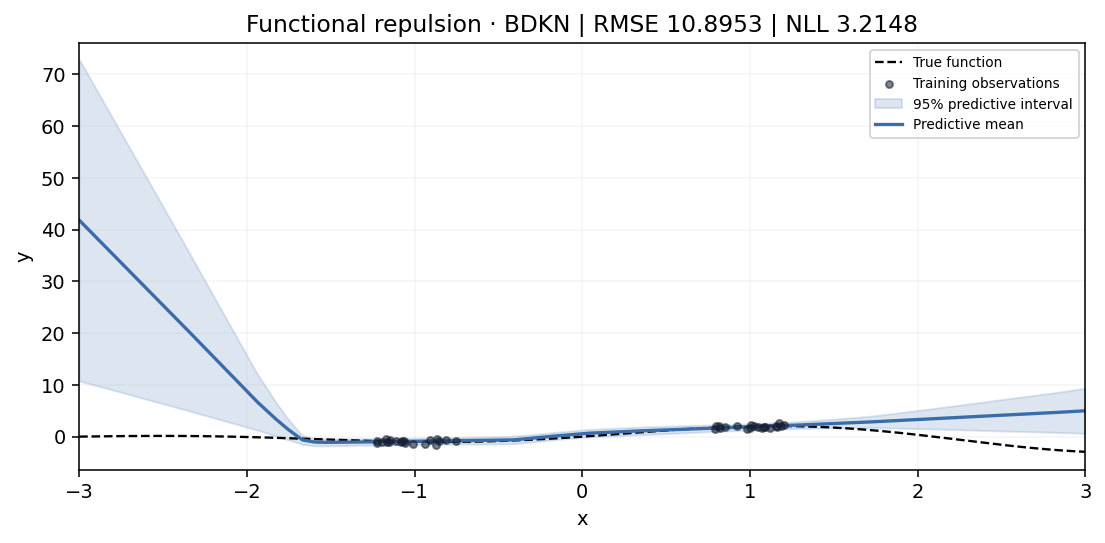 Functional repulsion · BDKN | RMSE 10.8953 | NLL 3.2148
True function
Training observations
95% predictive interval
Predictive mean
70
60
50
40
30
20
10
0
y
−3
−2
−1
0
1
2
3
x